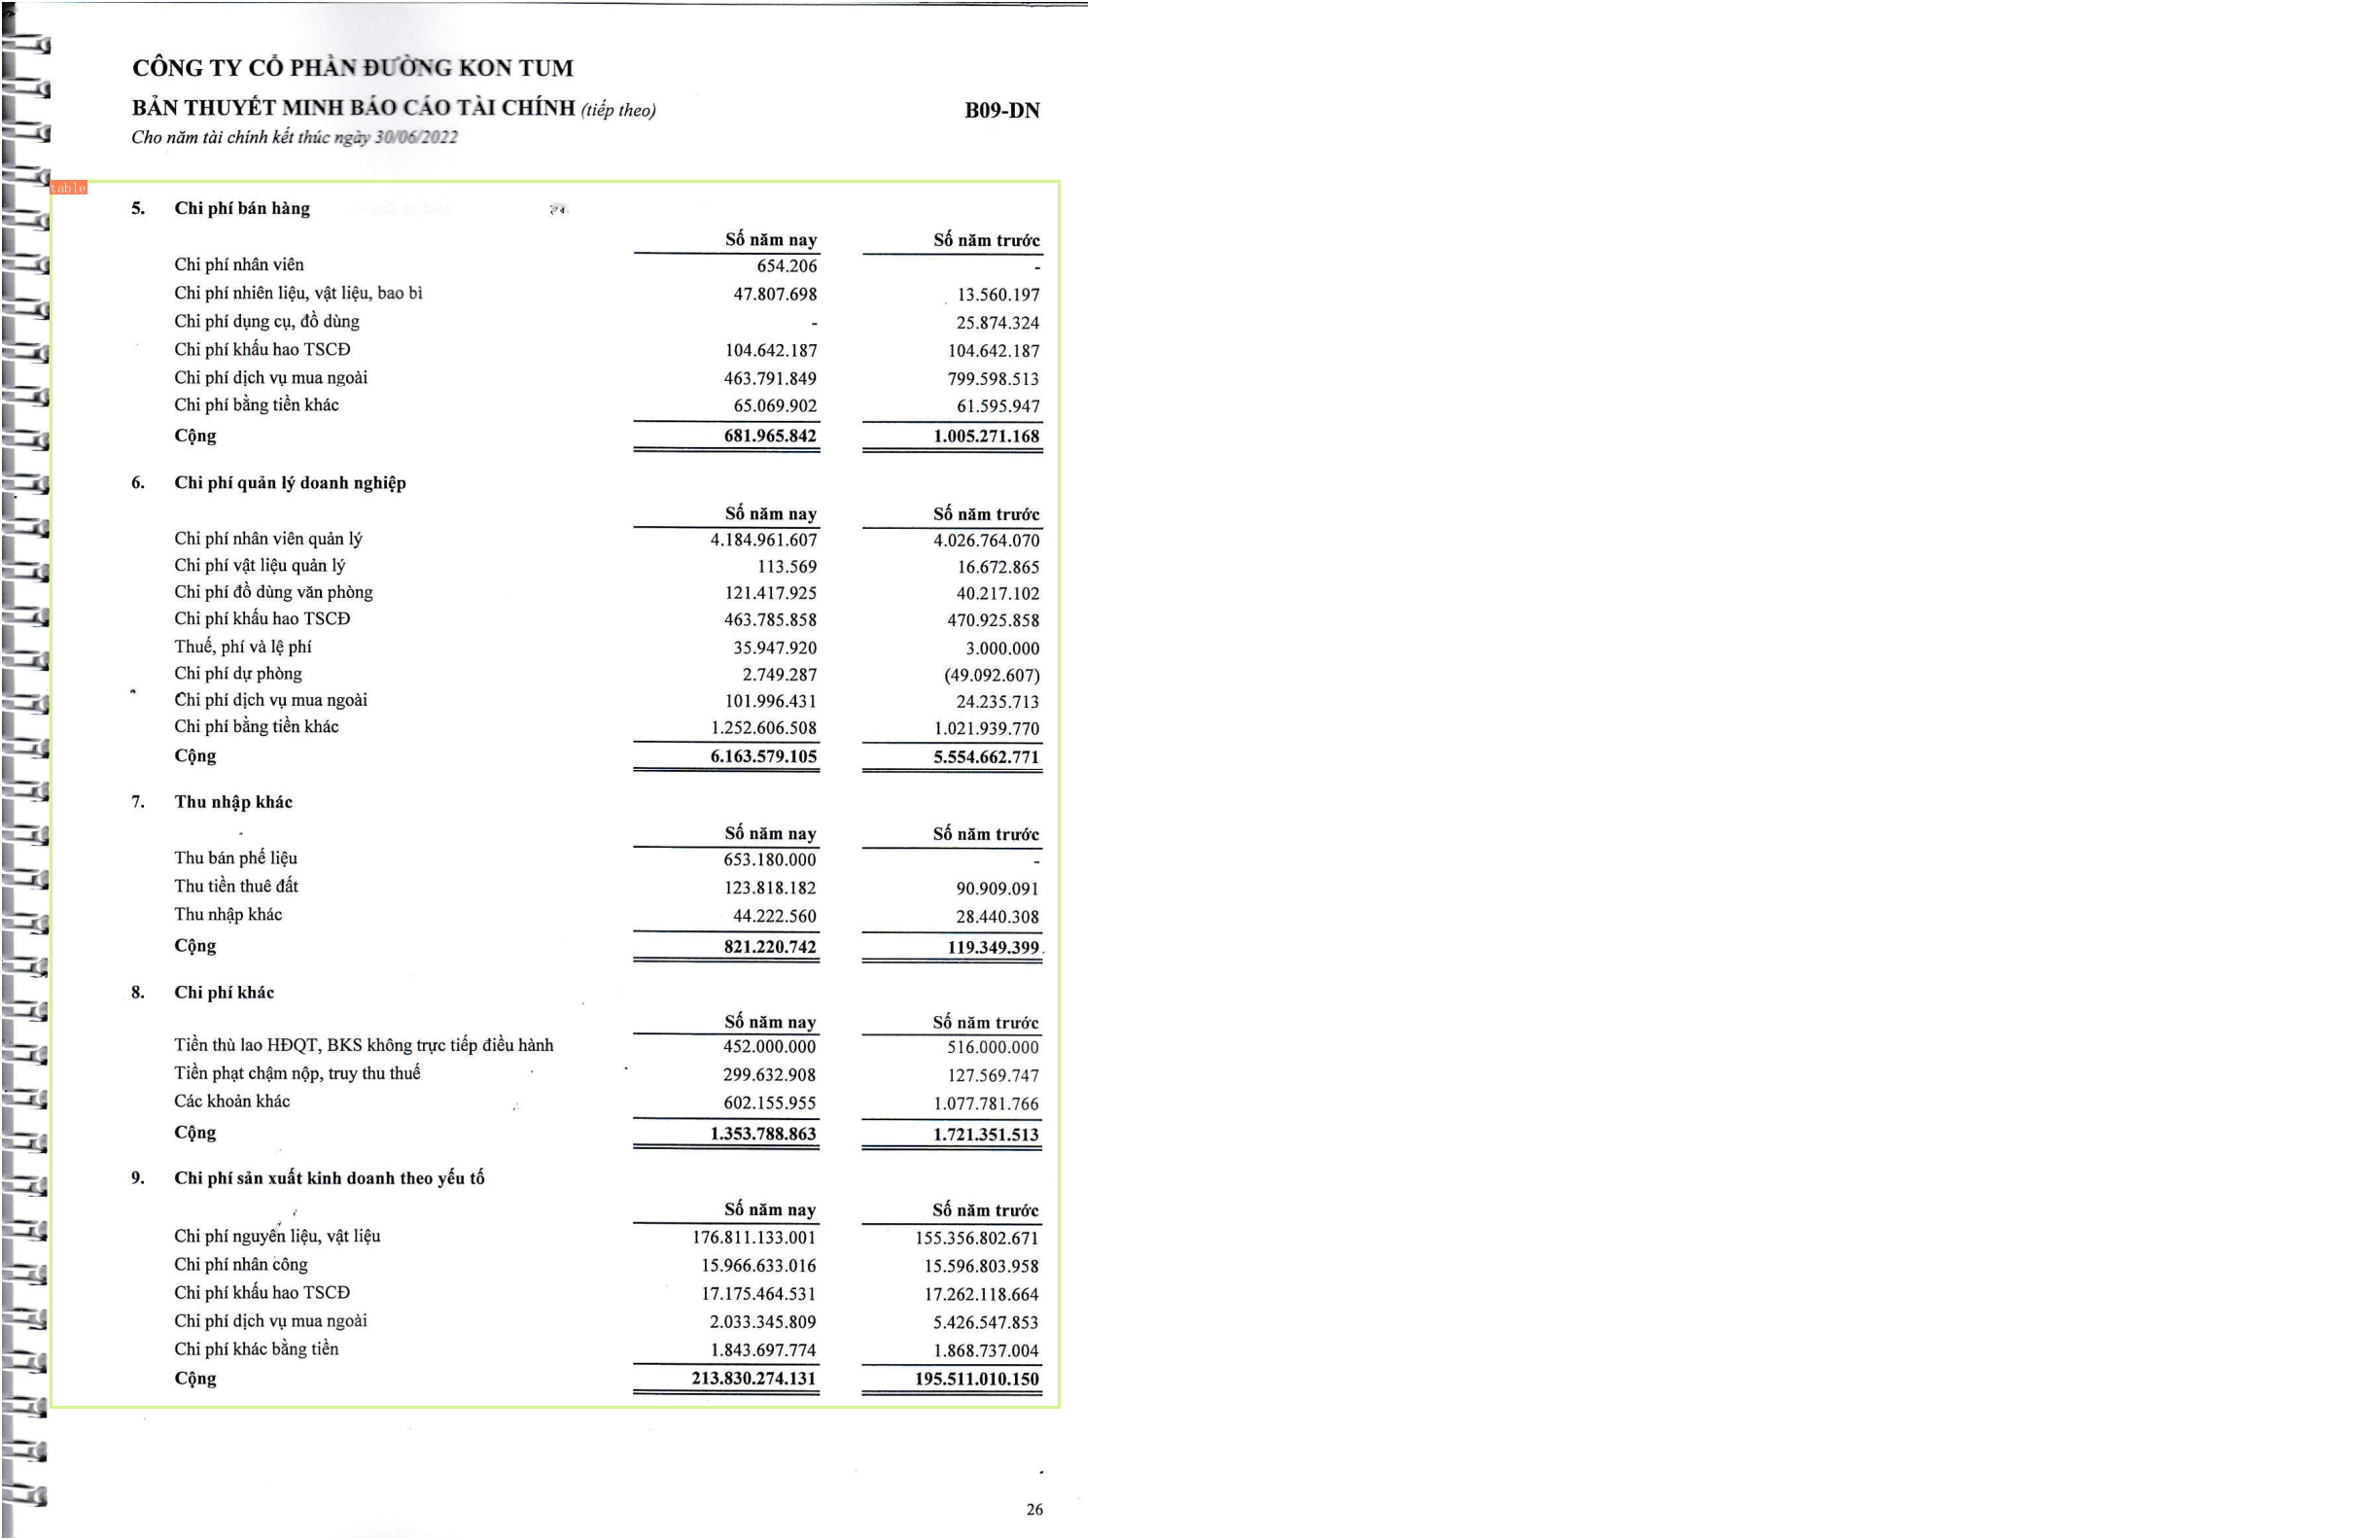 CÔNG TY CỔ PHẦN ĐƯỜNG KON TUM
BẢN THUYẾT MINH BÁO CÁO TÀI CHÍNH (tiếp theo) B09-DN
Cho năm tài chính kết thúc ngày 30/06/2022
table
5. Chi phí bán hàng
Số năm nay Số năm trước
Chi phí nhân viên 654.206 -
Chi phí nhiên liệu, vật liệu, bao bì 47.807.698 13.560.197
Chi phí dụng cụ, đồ dùng - 25.874.324
Chi phí khấu hao TSCĐ 104.642.187 104.642.187
Chi phí dịch vụ mua ngoài 463.791.849 799.598.513
Chi phí bằng tiền khác 65.069.902 61.595.947
Cộng 681.965.842 1.005.271.168
6. Chi phí quản lý doanh nghiệp
Số năm nay Số năm trước
Chi phí nhân viên quản lý 4.184.961.607 4.026.764.070
Chi phí vật liệu quản lý 113.569 16.672.865
Chi phí đồ dùng văn phòng 121.417.925 40.217.102
Chi phí khấu hao TSCĐ 463.785.858 470.925.858
Thuế, phí và lệ phí 35.947.920 3.000.000
Chi phí dự phòng 2.749.287 (49.092.607)
Chi phí dịch vụ mua ngoài 101.996.431 24.235.713
Chi phí bằng tiền khác 1.252.606.508 1.021.939.770
Cộng 6.163.579.105 5.554.662.771
7. Thu nhập khác
Số năm nay Số năm trước
Thu bán phế liệu 653.180.000 -
Thu tiền thuê đất 123.818.182 90.909.091
Thu nhập khác 44.222.560 28.440.308
Cộng 821.220.742 119.349.399
8. Chi phí khác
Số năm nay Số năm trước
Tiền thù lao HĐQT, BKS không trực tiếp điều hành 452.000.000 516.000.000
Tiền phạt chậm nộp, truy thu thuế 299.632.908 127.569.747
Các khoản khác 602.155.955 1.077.781.766
Cộng 1.353.788.863 1.721.351.513
9. Chi phí sản xuất kinh doanh theo yếu tố
Số năm nay Số năm trước
Chi phí nguyên liệu, vật liệu 176.811.133.001 155.356.802.671
Chi phí nhân công 15.966.633.016 15.596.803.958
Chi phí khấu hao TSCĐ 17.175.464.531 17.262.118.664
Chi phí dịch vụ mua ngoài 2.033.345.809 5.426.547.853
Chi phí khác bằng tiền 1.843.697.774 1.868.737.004
Cộng 213.830.274.131 195.511.010.150
26